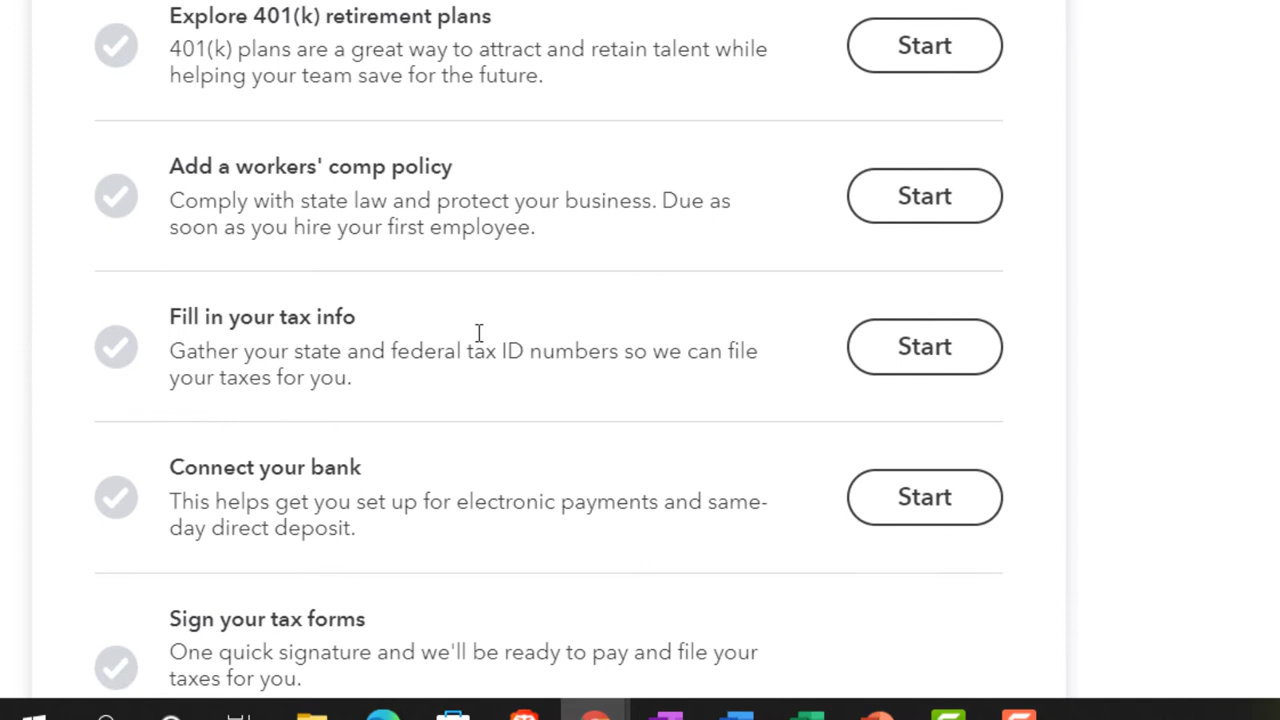 Explore 401(k) retirement plans
401(k) plans are a great way to attract and retain talent while
helping your team save for the future.
Start
Add a workers' comp policy
Comply with state law and protect your business. Due as
soon as you hire your first employee.
Start
Fill in your tax info
Gather your state and federal tax ID numbers so we can file
your taxes for you.
Start
Connect your bank
This helps get you set up for electronic payments and same-
day direct deposit.
Start
Sign your tax forms
One quick signature and we'll be ready to pay and file your
taxes for you.